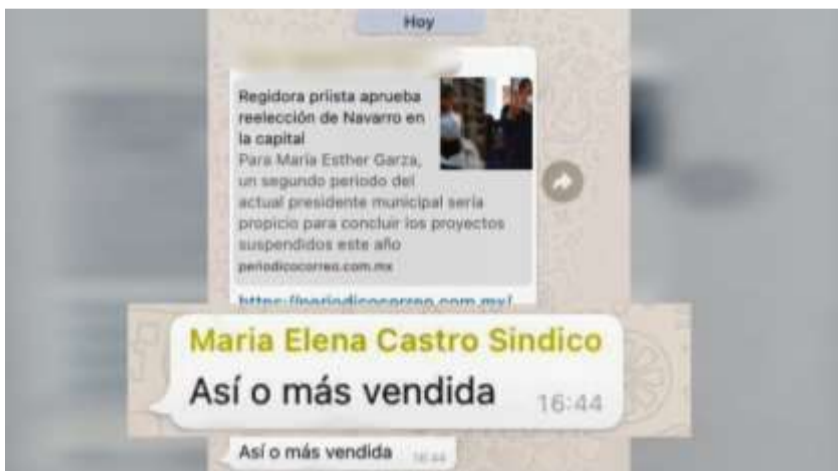 Hoy
Regidora priista aprueba
reelección de Navarro en
la capital
Para María Esther Garza,
un segundo periodo del
actual presidente municipal sería
propicio para concluir los proyectos
suspendidos este año
periodicocorreo.com.mx
https://periodicocorreo.com.mx/
Maria Elena Castro Sindico
Así o más vendida
16:44
Así o más vendida
16:44